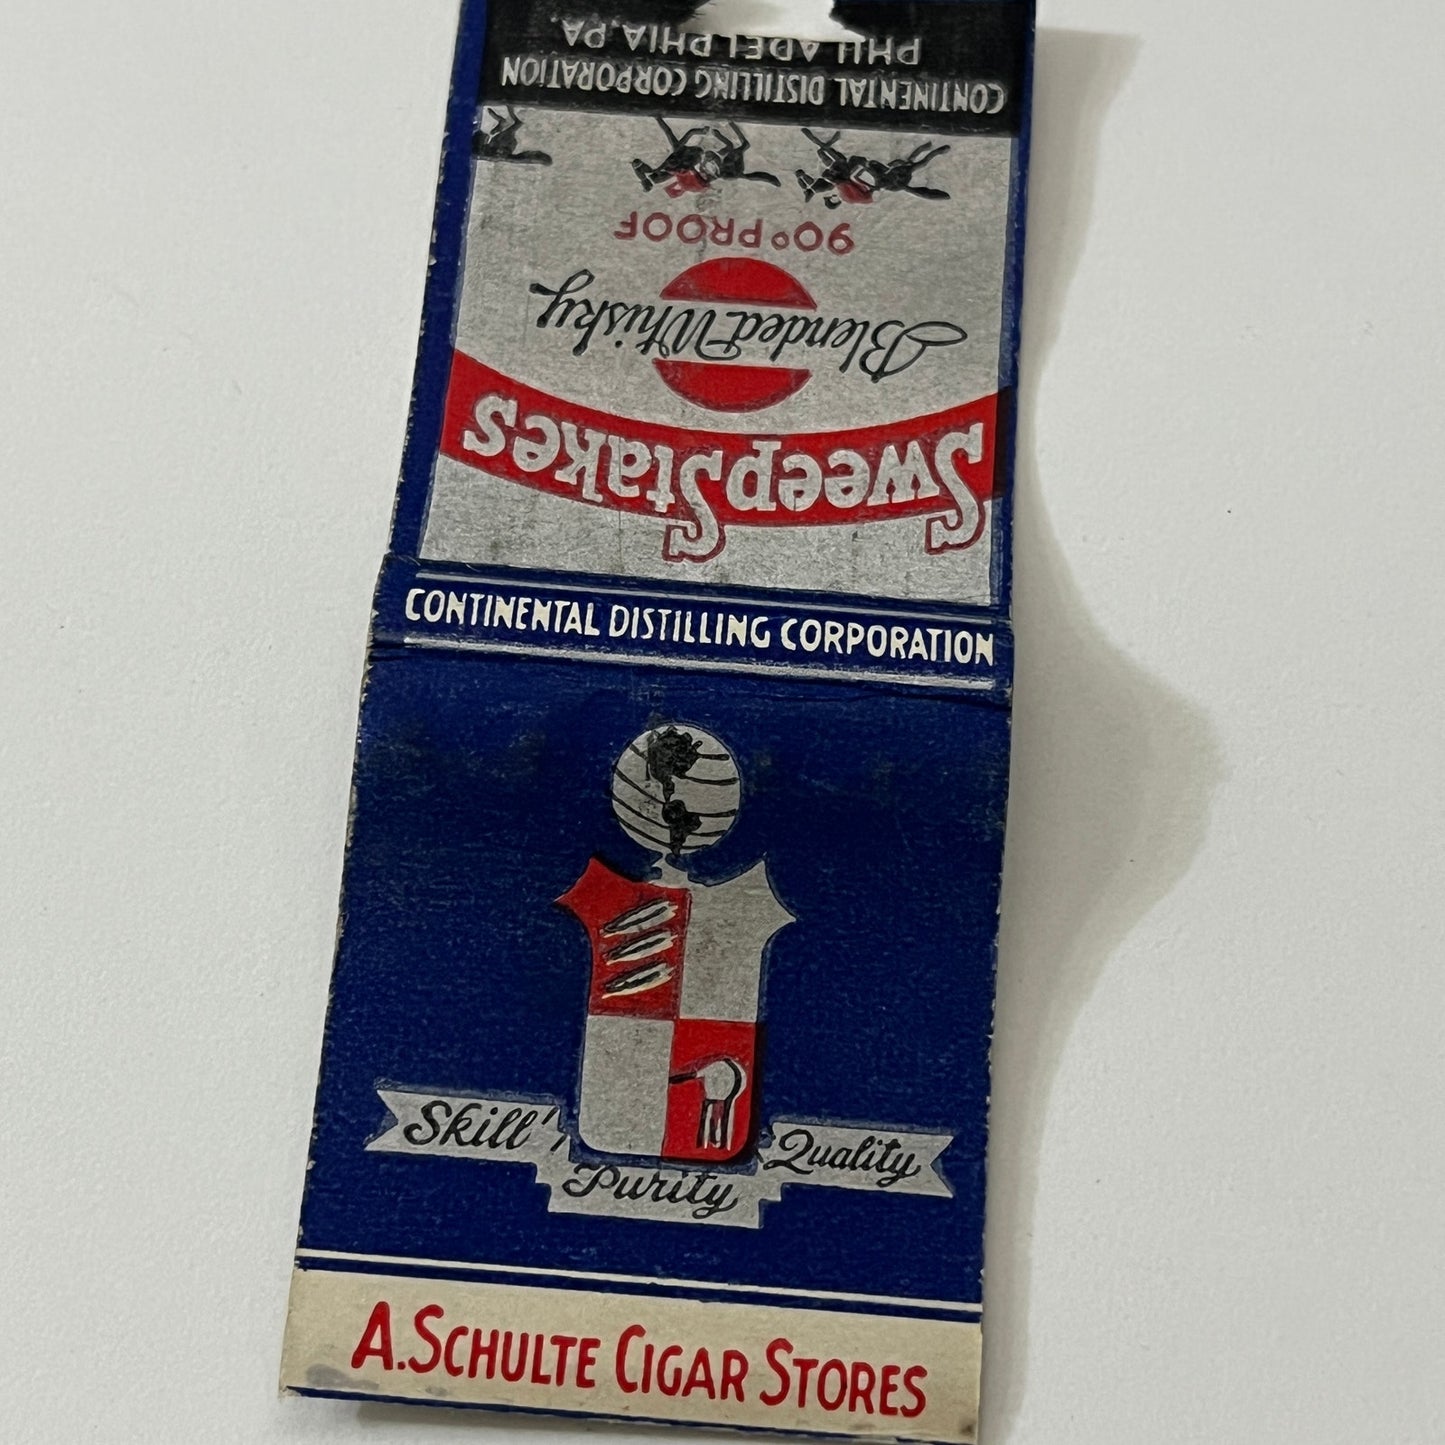 SweepStakes
Blended Whisky
90° PROOF
CONTINENTAL DISTILLING CORPORATION
PHILADELPHIA, PA.
CONTINENTAL DISTILLING CORPORATION
Skill
Purity
Quality
A. SCHULTE CIGAR STORES